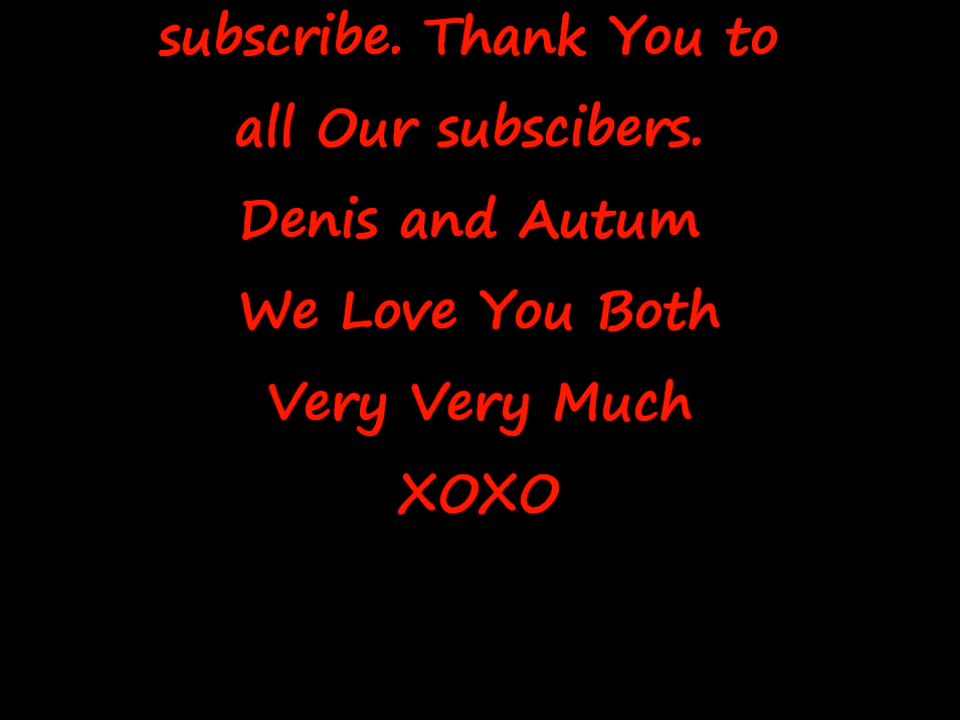 subscribe. Thank You to
all Our subscibers.
Denis and Autum
We Love You Both
Very Very Much
XOXO